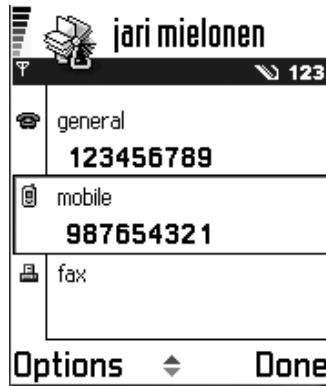 jari mielonen
123
general
123456789
mobile
987654321
fax
Options Done